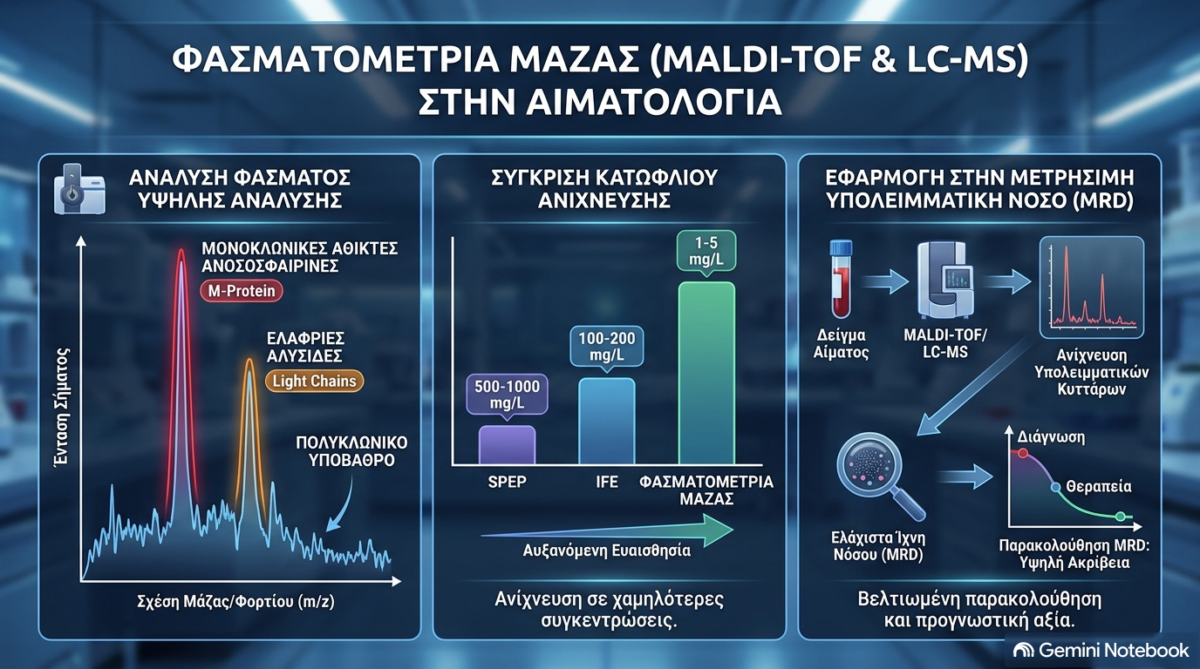 ΦΑΣΜΑΤΟΜΕΤΡΙΑ ΜΑΖΑΣ (MALDI-TOF & LC-MS)
ΣΤΗΝ ΑΙΜΑΤΟΛΟΓΙΑ
ΑΝΑΛΥΣΗ ΦΑΣΜΑΤΟΣ
ΥΨΗΛΗΣ ΑΝΑΛΥΣΗΣ
Ένταση Σήματος
ΜΟΝΟΚΛΩΝΙΚΕΣ ΑΘΙΚΤΕΣ
ΑΝΟΣΟΣΦΑΙΡΙΝΕΣ
M-Protein
ΕΛΑΦΡΙΕΣ
ΑΛΥΣΙΔΕΣ
Light Chains
ΠΟΛΥΚΛΩΝΙΚΟ
ΥΠΟΒΑΘΡΟ
Σχέση Μάζας/Φορτίου (m/z)
ΣΥΓΚΡΙΣΗ ΚΑΤΩΦΛΙΟΥ
ΑΝΙΧΝΕΥΣΗΣ
500-1000
mg/L
100-200
mg/L
1-5
mg/L
SPEP
IFE
ΦΑΣΜΑΤΟΜΕΤΡΙΑ
ΜΑΖΑΣ
Αυξανόμενη Ευαισθησία
Ανίχνευση σε χαμηλότερες
συγκεντρώσεις.
ΕΦΑΡΜΟΓΗ ΣΤΗΝ ΜΕΤΡΗΣΙΜΗ
ΥΠΟΛΕΙΜΜΑΤΙΚΗ ΝΟΣΟ (MRD)
Δείγμα
Αίματος
MALDI-TOF/
LC-MS
Ανίχνευση
Υπολειμματικών
Κυττάρων
Ελάχιστα Ίχνη
Νόσου (MRD)
Διάγνωση
Θεραπεία
Παρακολούθηση MRD:
Υψηλή Ακρίβεια
Βελτιωμένη παρακολούθηση
και προγνωστική αξία.
Gemini Notebook